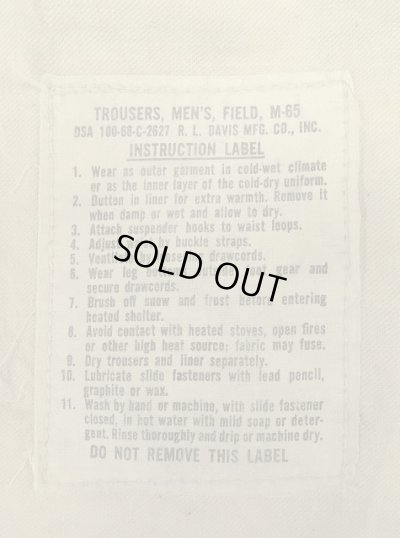 TROUSERS, MEN'S, FIELD, M-65
DSA 100-68-C-2627 R. L. DAVIS MFG. CO., INC.
INSTRUCTION LABEL
1. Wear as outer garment in cold-wet climate
or as the inner layer of the cold-dry uniform.
2. Button in liner for extra warmth. Remove it
when damp or wet and allow to dry.
3. Attach suspender hooks to waist loops.
4. Adjust by buckle straps.
5. by drawcords.
6. Wear leg gear and
secure drawcords.
7. Brush off snow and frost before entering
heated shelter.
8. Avoid contact with heated stoves, open fires
or other high heat source; fabric may fuse.
9. Dry trousers and liner separately.
10. Lubricate slide fasteners with lead pencil,
graphite or wax.
11. Wash by hand or machine, with slide fastener
closed, in hot water with mild soap or deter-
gent. Rinse thoroughly and drip or machine dry.
DO NOT REMOVE THIS LABEL
SOLD OUT